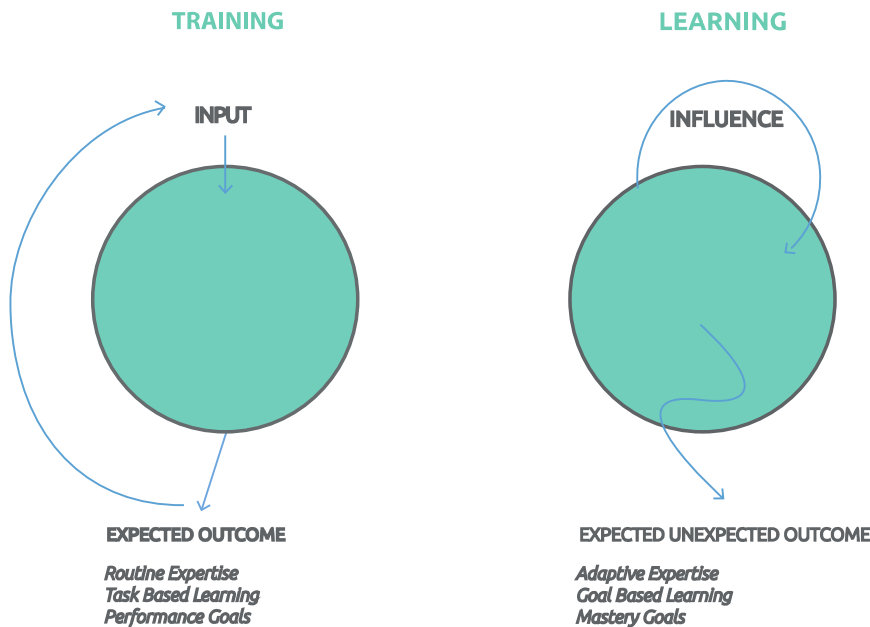 TRAINING
INPUT
EXPECTED OUTCOME
Routine Expertise
Task Based Learning
Performance Goals
LEARNING
INFLUENCE
EXPECTED UNEXPECTED OUTCOME
Adaptive Expertise
Goal Based Learning
Mastery Goals